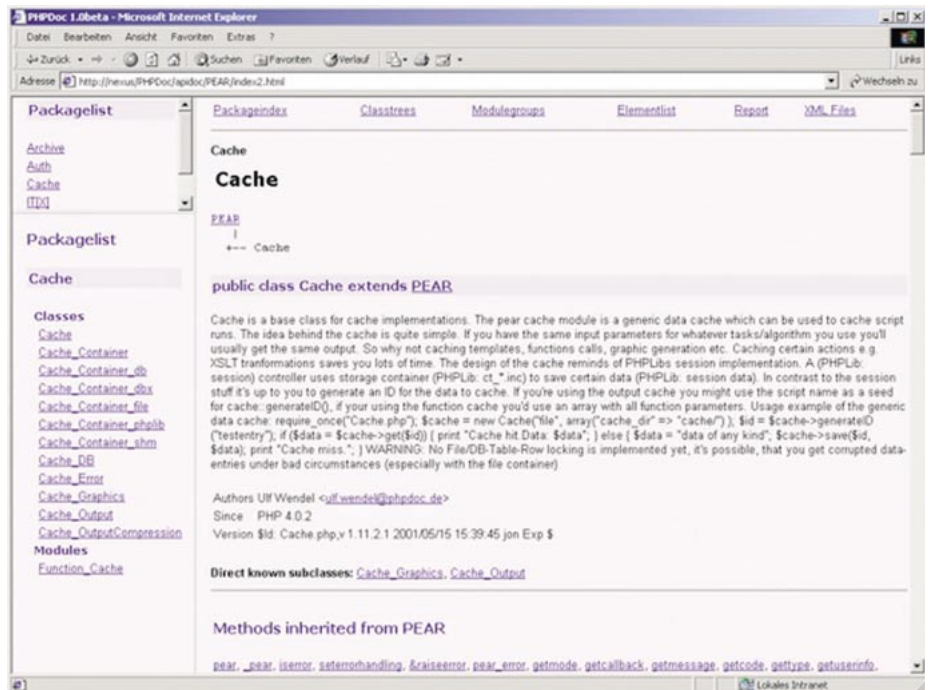 PHPDoc 1.0beta - Microsoft Internet Explorer
Datei Bearbeiten Ansicht Favoriten Extras ?
Zurück Suchen Favoriten Verlauf
Links
Adresse http://nexus/PHPDoc/apidoc/PEAR/index2.html Wechseln zu
Packagelist
Archive
Auth
Cache
[IT[X]
Packagelist
Cache
Classes
Cache
Cache_Container
Cache_Container_db
Cache_Container_dbx
Cache_Container_file
Cache_Container_phplib
Cache_Container_shm
Cache_DB
Cache_Error
Cache_Graphics
Cache_Output
Cache_OutputCompression
Modules
Function_Cache
Packageindex Classtrees Modulegroups Elementlist Report XML Files
Cache
Cache
PEAR
|
+-- Cache
public class Cache extends PEAR
Cache is a base class for cache implementations. The pear cache module is a generic data cache which can be used to cache script
runs. The idea behind the cache is quite simple. If you have the same input parameters for whatever tasks/algorithm you use you'll
usually get the same output. So why not caching templates, functions calls, graphic generation etc. Caching certain actions e.g.
XSLT tranformations saves you lots of time. The design of the cache reminds of PHPLibs session implementation. A (PHPLib:
session) controller uses storage container (PHPLib: ct_*.inc) to save certain data (PHPLib: session data). In contrast to the session
stuff it's up to you to generate an ID for the data to cache. If you're using the output cache you might use the script name as a seed
for cache::generateID(), if your using the function cache you'd use an array with all function parameters. Usage example of the generic
data cache: require_once("Cache.php"); $cache = new Cache("file", array("cache_dir" => "cache/") ); $id = $cache->generateID
("testentry"); if ($data = $cache->get($id)) { print "Cache hit.Data: $data"; } else { $data = "data of any kind"; $cache->save($id,
$data); print "Cache miss."; } WARNING: No File/DB-Table-Row locking is implemented yet, it's possible, that you get corrupted data-
entries under bad circumstances (especially with the file container)
Authors Ulf Wendel <ulf.wendel@phpdoc.de>
Since PHP 4.0.2
Version $Id: Cache.php,v 1.11.2.1 2001/05/15 15:39:45 jon Exp $
Direct known subclasses: Cache_Graphics, Cache_Output
Methods inherited from PEAR
pear, _pear, iserror, seterrorhandling, &raiseerror, pear_error, getmode, getcallback, getmessage, getcode, gettype, getuserinfo,
Lokales Intranet